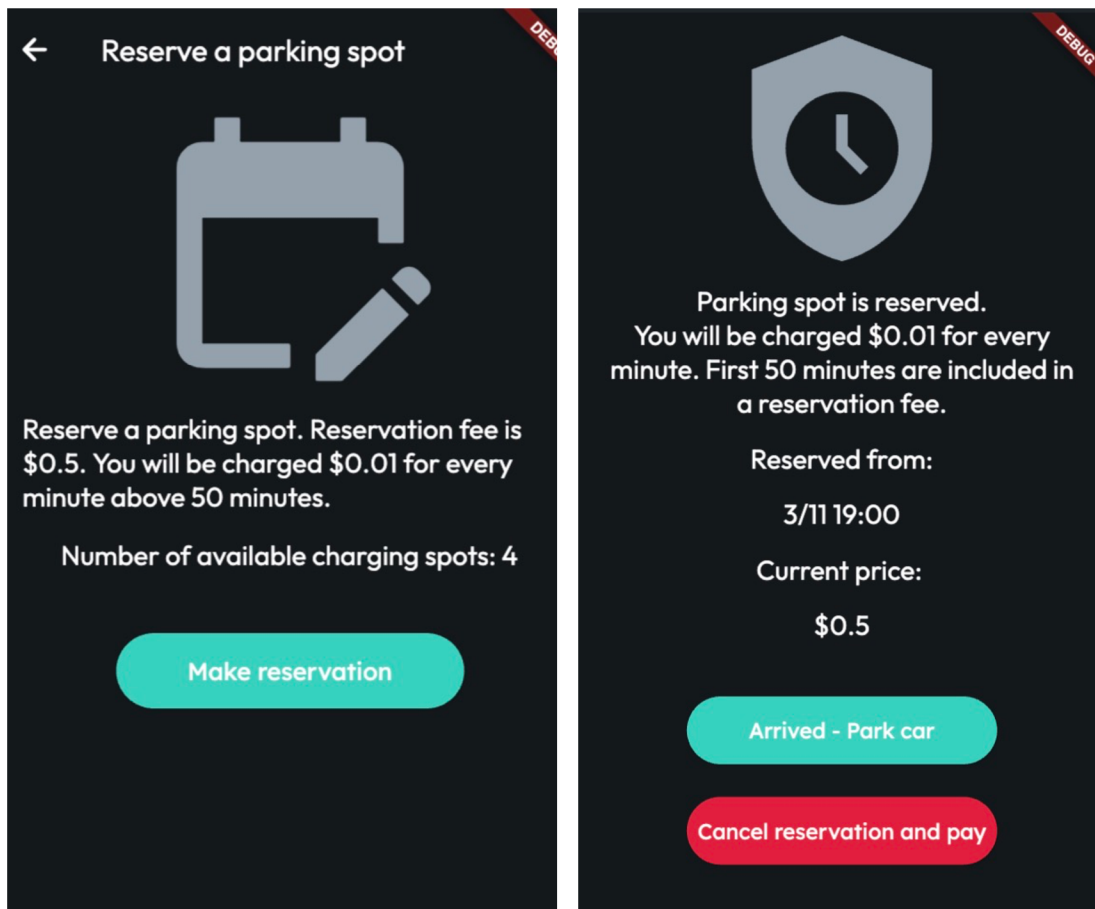 Reserve a parking spot
Reserve a parking spot. Reservation fee is
$0.5. You will be charged $0.01 for every
minute above 50 minutes.
Number of available charging spots: 4
Make reservation
DEBUG
Parking spot is reserved.
You will be charged $0.01 for every
minute. First 50 minutes are included in
a reservation fee.
Reserved from:
3/11 19:00
Current price:
$0.5
Arrived - Park car
Cancel reservation and pay